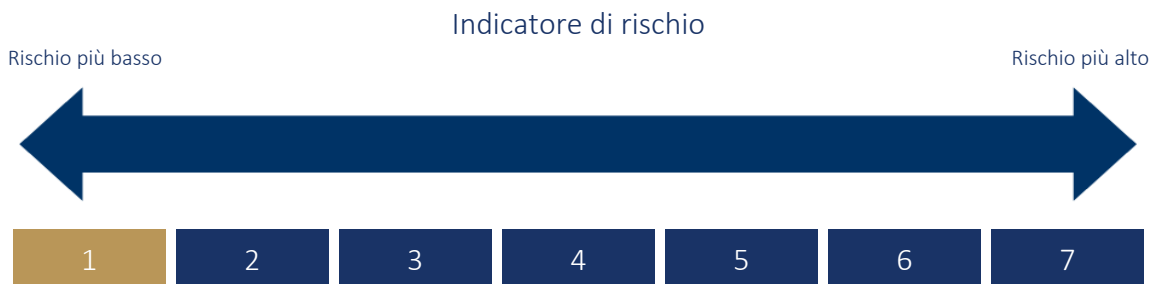 Indicatore di rischio
Rischio più basso
Rischio più alto
1 2 3 4 5 6 7